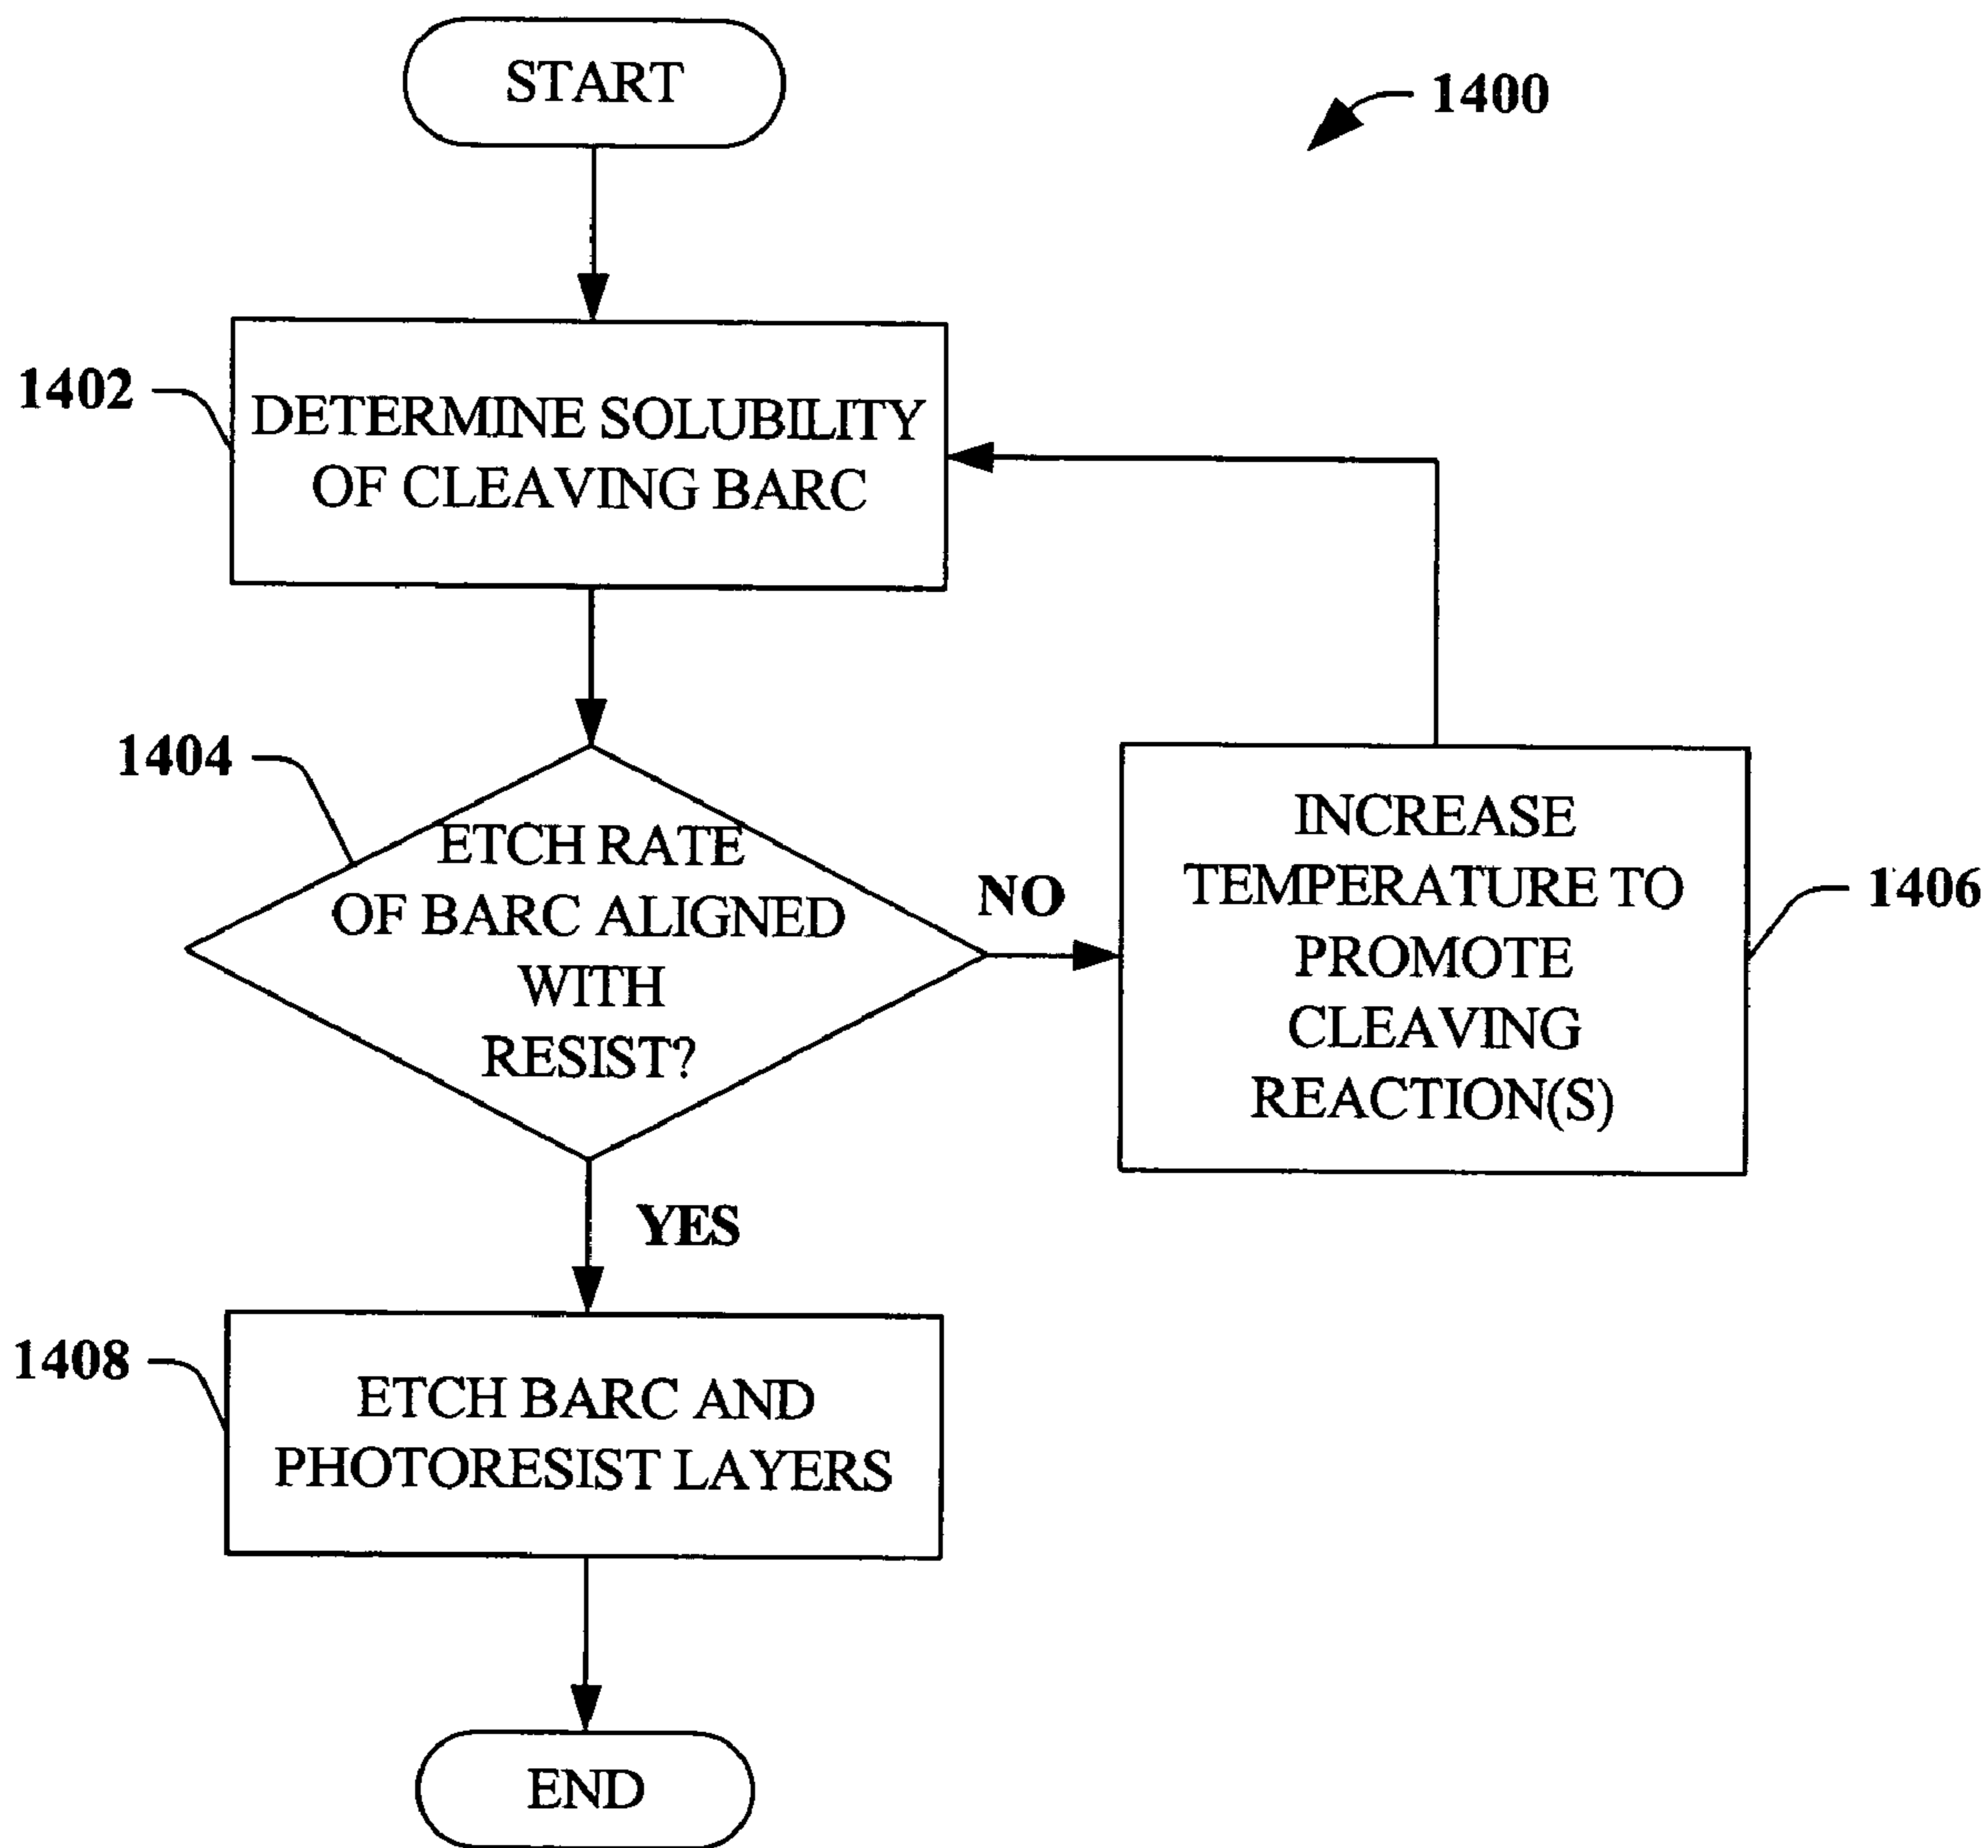 START
1400
1402
DETERMINE SOLUBILITY
OF CLEAVING BARC
1404
ETCH RATE
OF BARC ALIGNED
WITH
RESIST?
NO
INCREASE
TEMPERATURE TO
PROMOTE
CLEAVING
REACTION(S)
1406
YES
1408
ETCH BARC AND
PHOTORESIST LAYERS
END